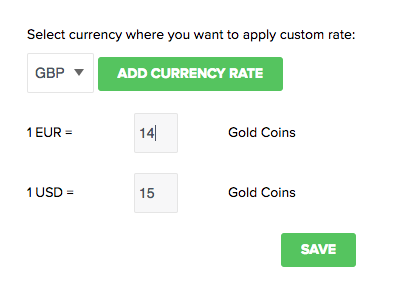 Select currency where you want to apply custom rate:
GBP ADD CURRENCY RATE
1 EUR = 14 Gold Coins
1 USD = 15 Gold Coins
SAVE